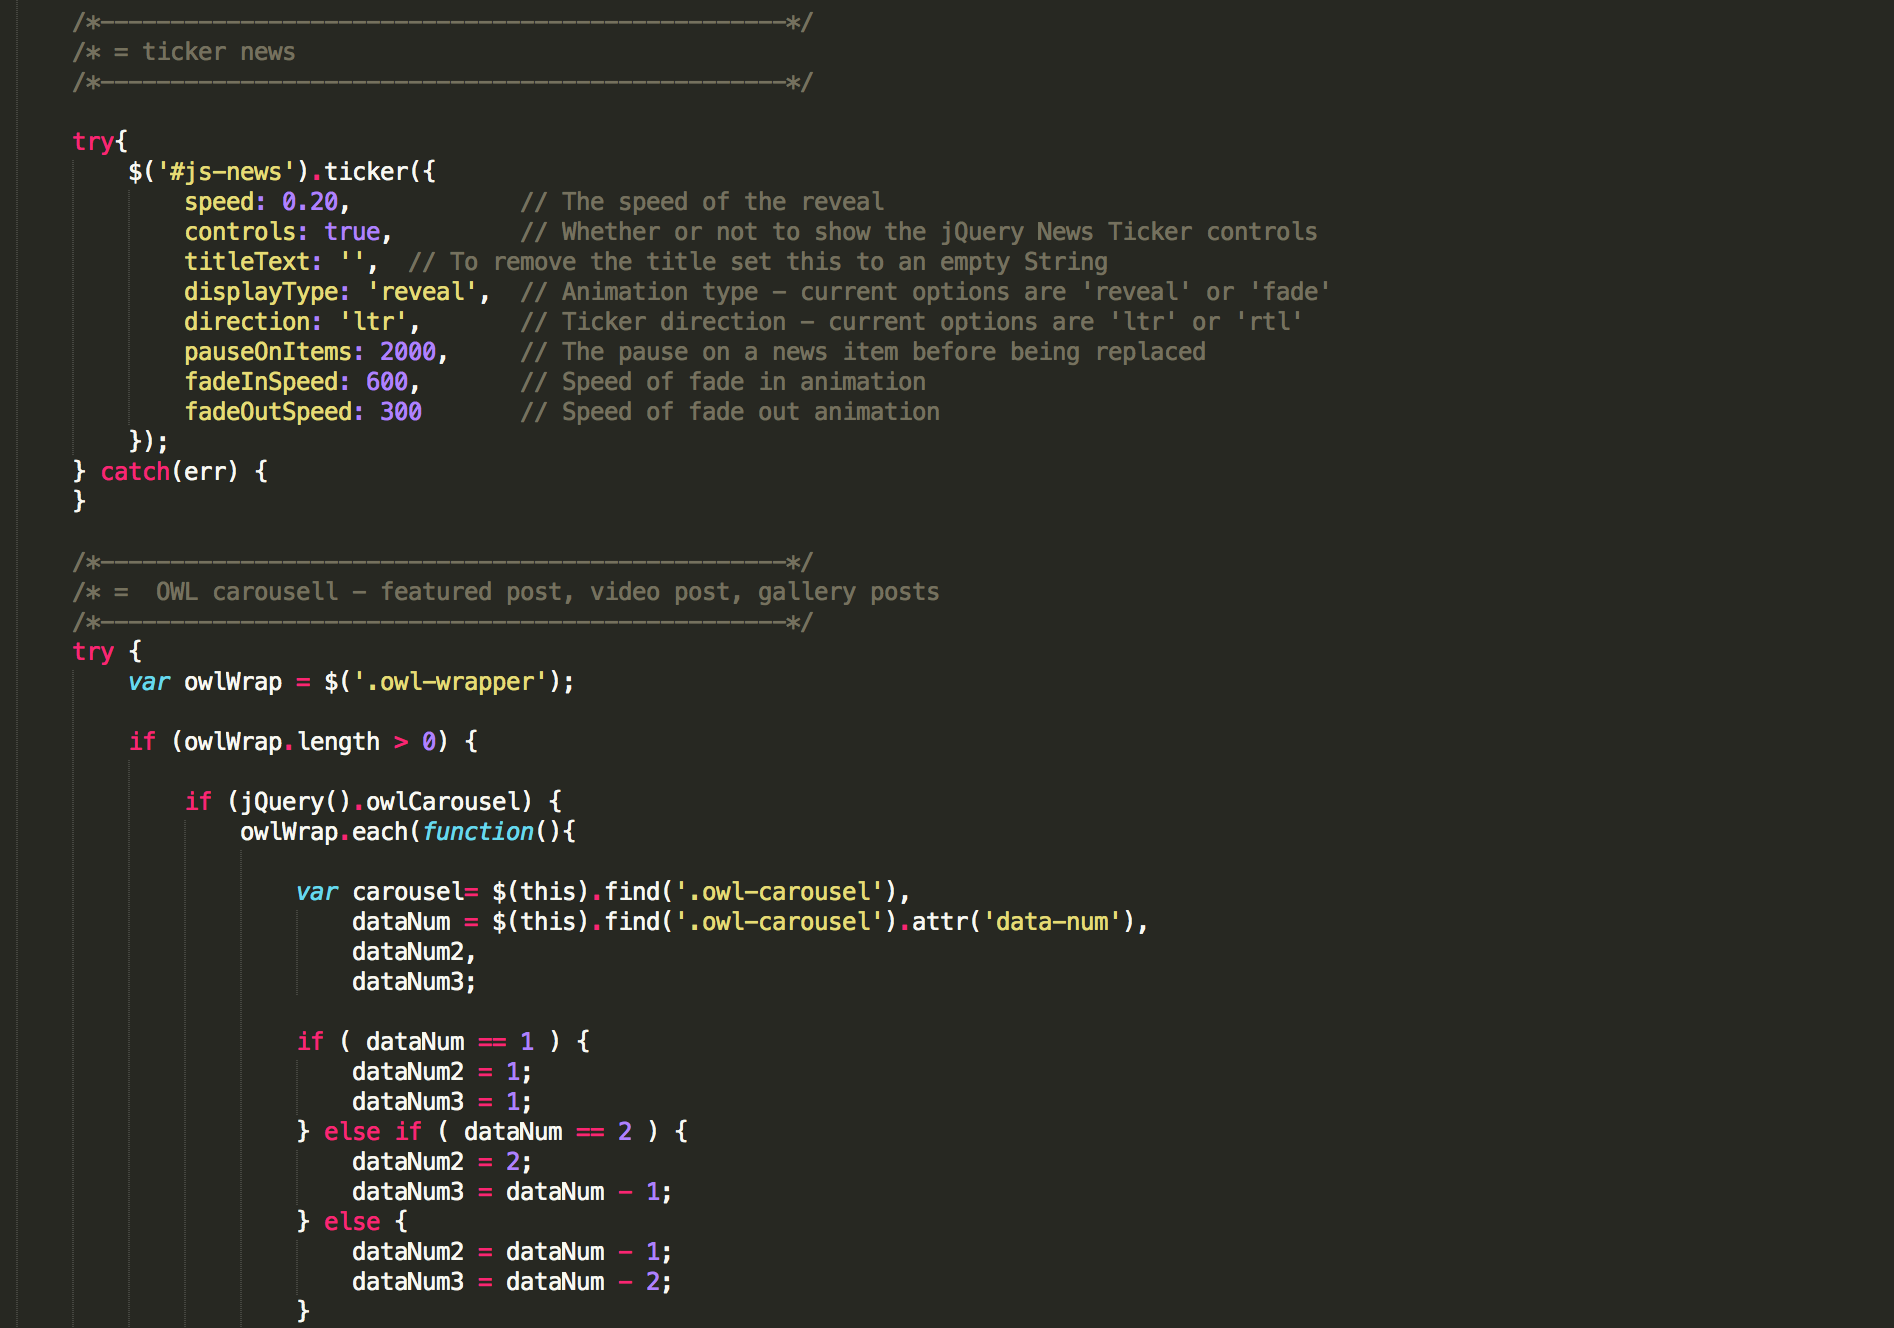 /*-------------------------------------------------*/
/* = ticker news
/*-------------------------------------------------*/
try{
$('#js-news').ticker({
speed: 0.20, // The speed of the reveal
controls: true, // Whether or not to show the jQuery News Ticker controls
titleText: '', // To remove the title set this to an empty String
displayType: 'reveal', // Animation type - current options are 'reveal' or 'fade'
direction: 'ltr', // Ticker direction - current options are 'ltr' or 'rtl'
pauseOnItems: 2000, // The pause on a news item before being replaced
fadeInSpeed: 600, // Speed of fade in animation
fadeOutSpeed: 300 // Speed of fade out animation
});
} catch(err) {
}
/*-------------------------------------------------*/
/* =  OWL carousell - featured post, video post, gallery posts
/*-------------------------------------------------*/
try {
var owlWrap = $('.owl-wrapper');
if (owlWrap.length > 0) {
if (jQuery().owlCarousel) {
owlWrap.each(function(){
var carousel= $(this).find('.owl-carousel'),
dataNum = $(this).find('.owl-carousel').attr('data-num'),
dataNum2,
dataNum3;
if ( dataNum == 1 ) {
dataNum2 = 1;
dataNum3 = 1;
} else if ( dataNum == 2 ) {
dataNum2 = 2;
dataNum3 = dataNum - 1;
} else {
dataNum2 = dataNum - 1;
dataNum3 = dataNum - 2;
}